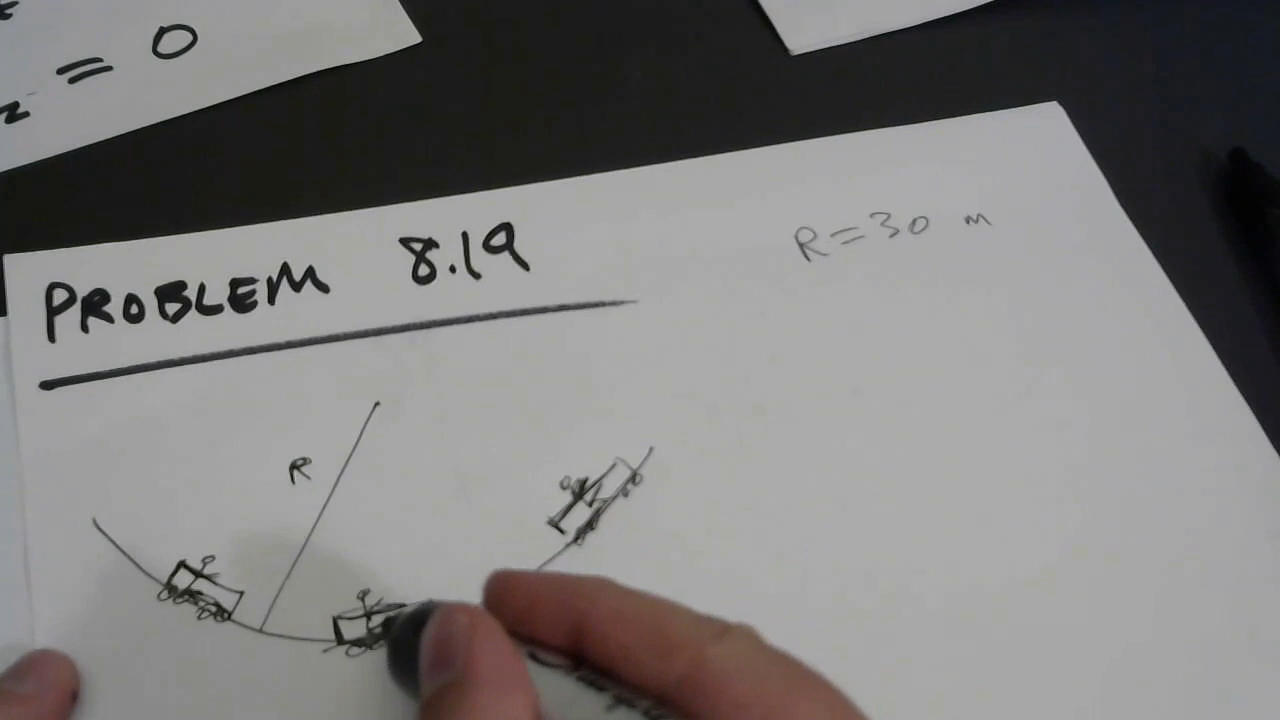 = 0
PROBLEM 8.19
R = 30 m
R